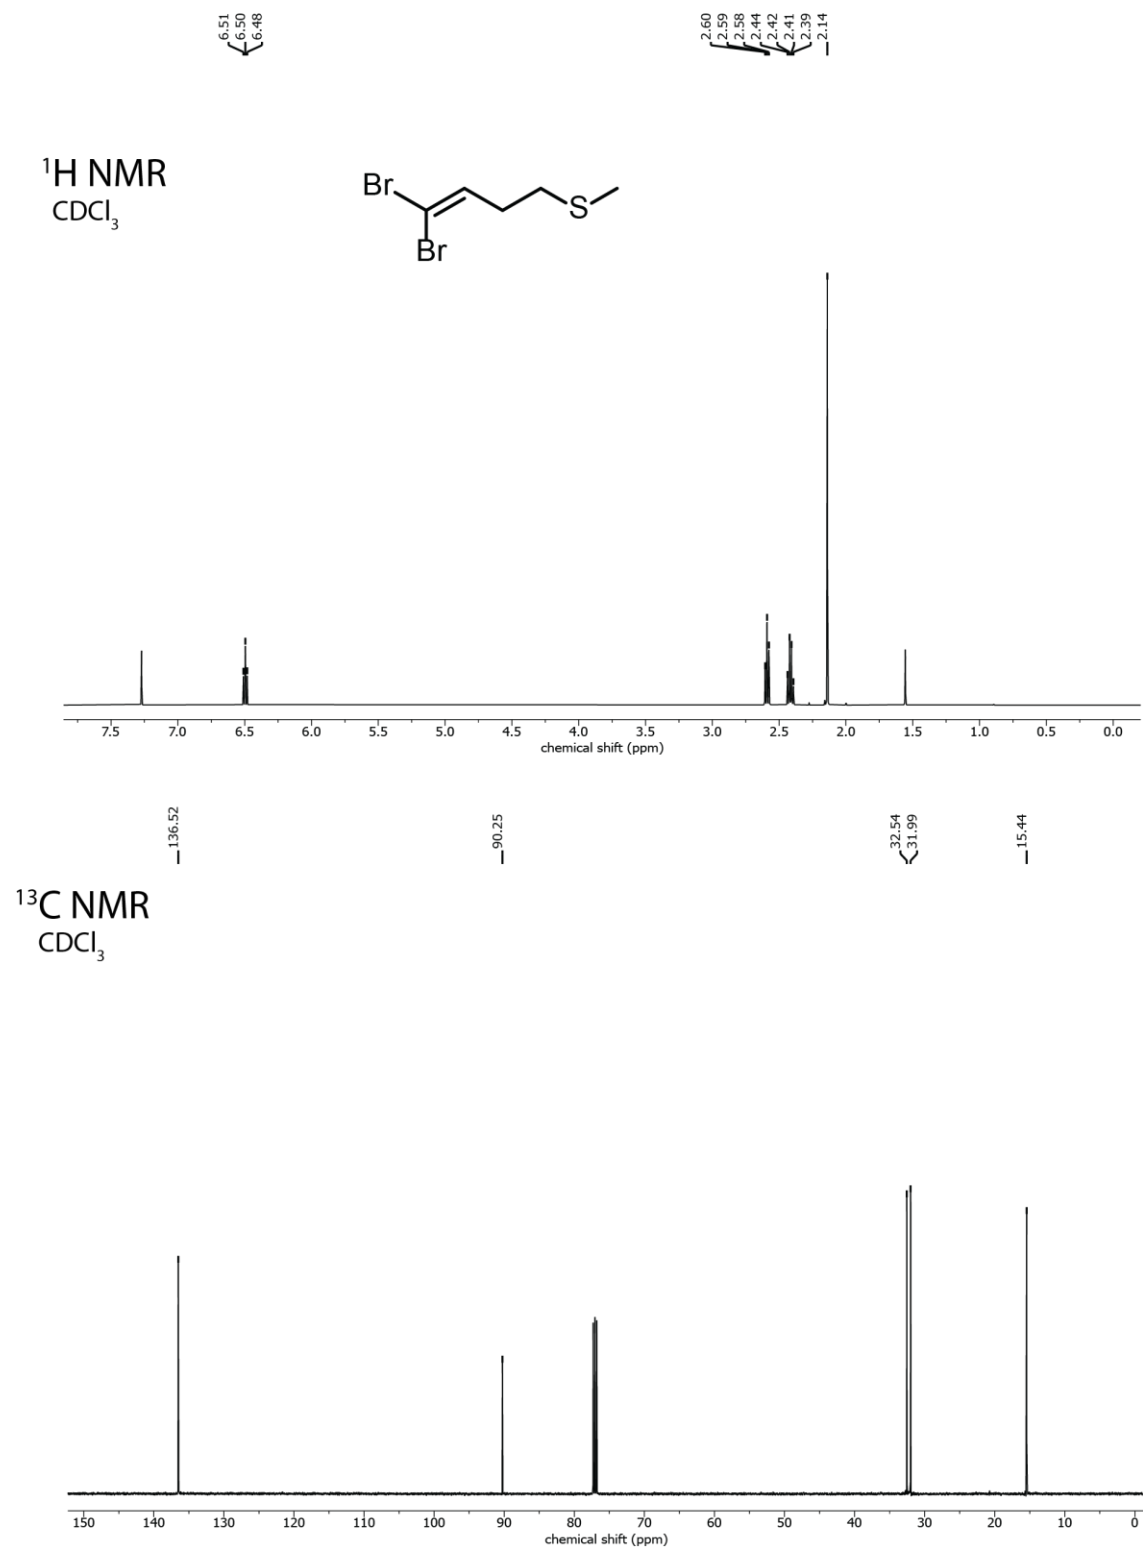 6.51
6.50
6.48
2.60
2.59
2.58
2.44
2.42
2.41
2.39
2.14
¹H NMR
CDCl₃
Br
S
Br
7.5 7.0 6.5 6.0 5.5 5.0 4.5 4.0 3.5 3.0 2.5 2.0 1.5 1.0 0.5 0.0
chemical shift (ppm)
136.52
90.25
32.54
31.99
15.44
¹³C NMR
CDCl₃
150 140 130 120 110 100 90 80 70 60 50 40 30 20 10 0
chemical shift (ppm)